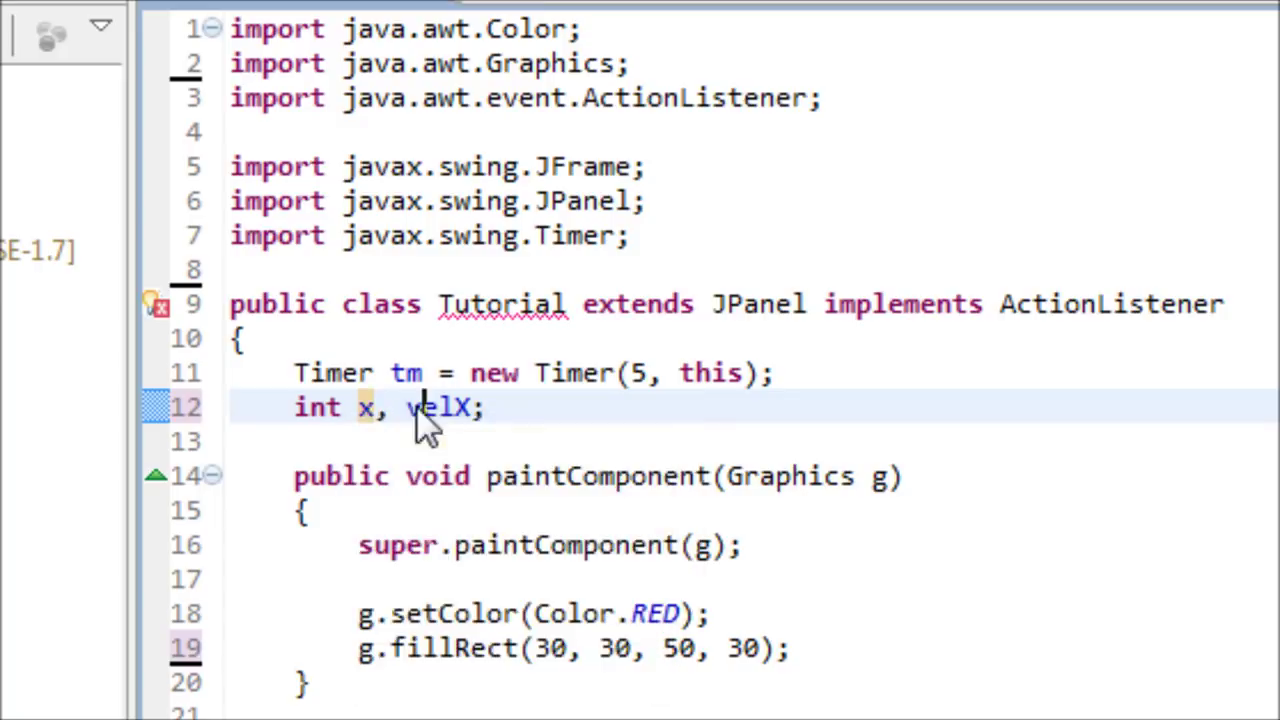 1 import java.awt.Color;
2 import java.awt.Graphics;
3 import java.awt.event.ActionListener;
4
5 import javax.swing.JFrame;
6 import javax.swing.JPanel;
7 import javax.swing.Timer;
8
SE-1.7]
9 public class Tutorial extends JPanel implements ActionListener
10 {
11 Timer tm = new Timer(5, this);
12 int x, velX;
13
14 public void paintComponent(Graphics g)
15 {
16 super.paintComponent(g);
17
18 g.setColor(Color.RED);
19 g.fillRect(30, 30, 50, 30);
20 }
21